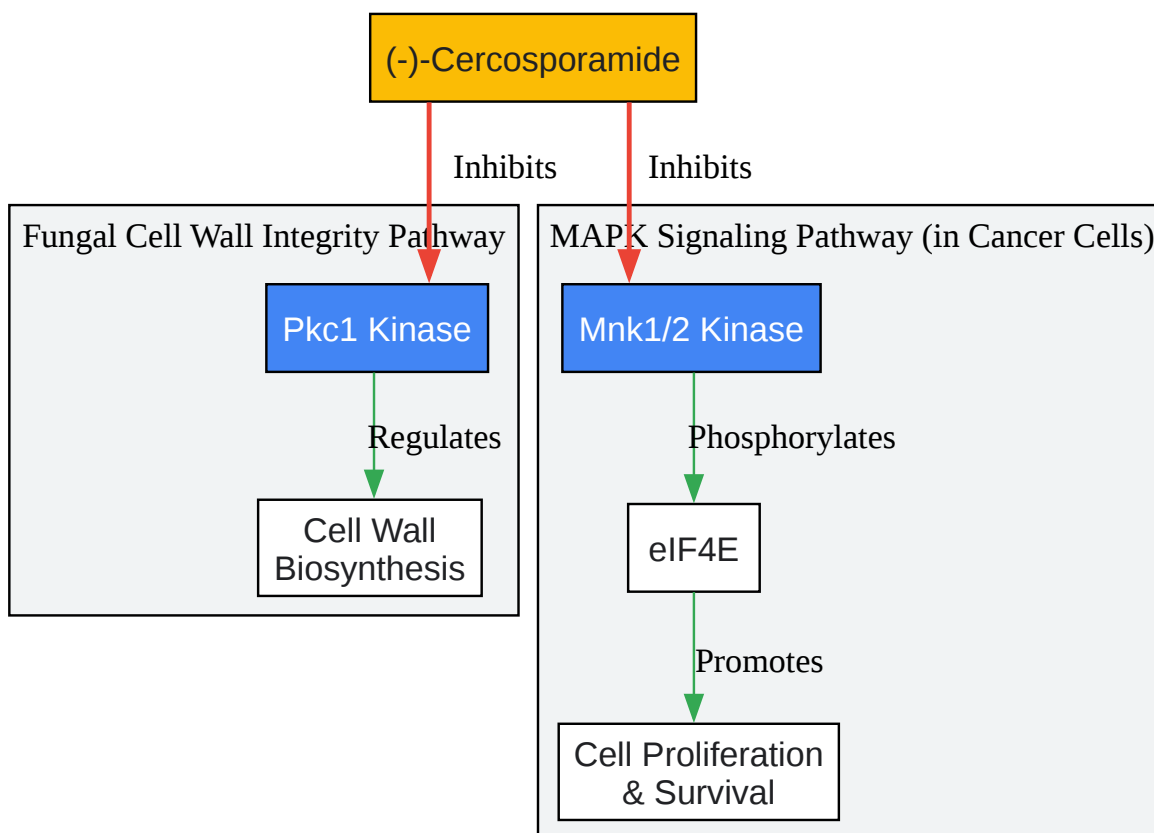 (-)-Cercosporamide
Inhibits
Inhibits
Fungal Cell Wall Integrity Pathway
MAPK Signaling Pathway (in Cancer Cells)
Pkc1 Kinase
Mnk1/2 Kinase
Regulates
Phosphorylates
Cell Wall
Biosynthesis
eIF4E
Promotes
Cell Proliferation
& Survival